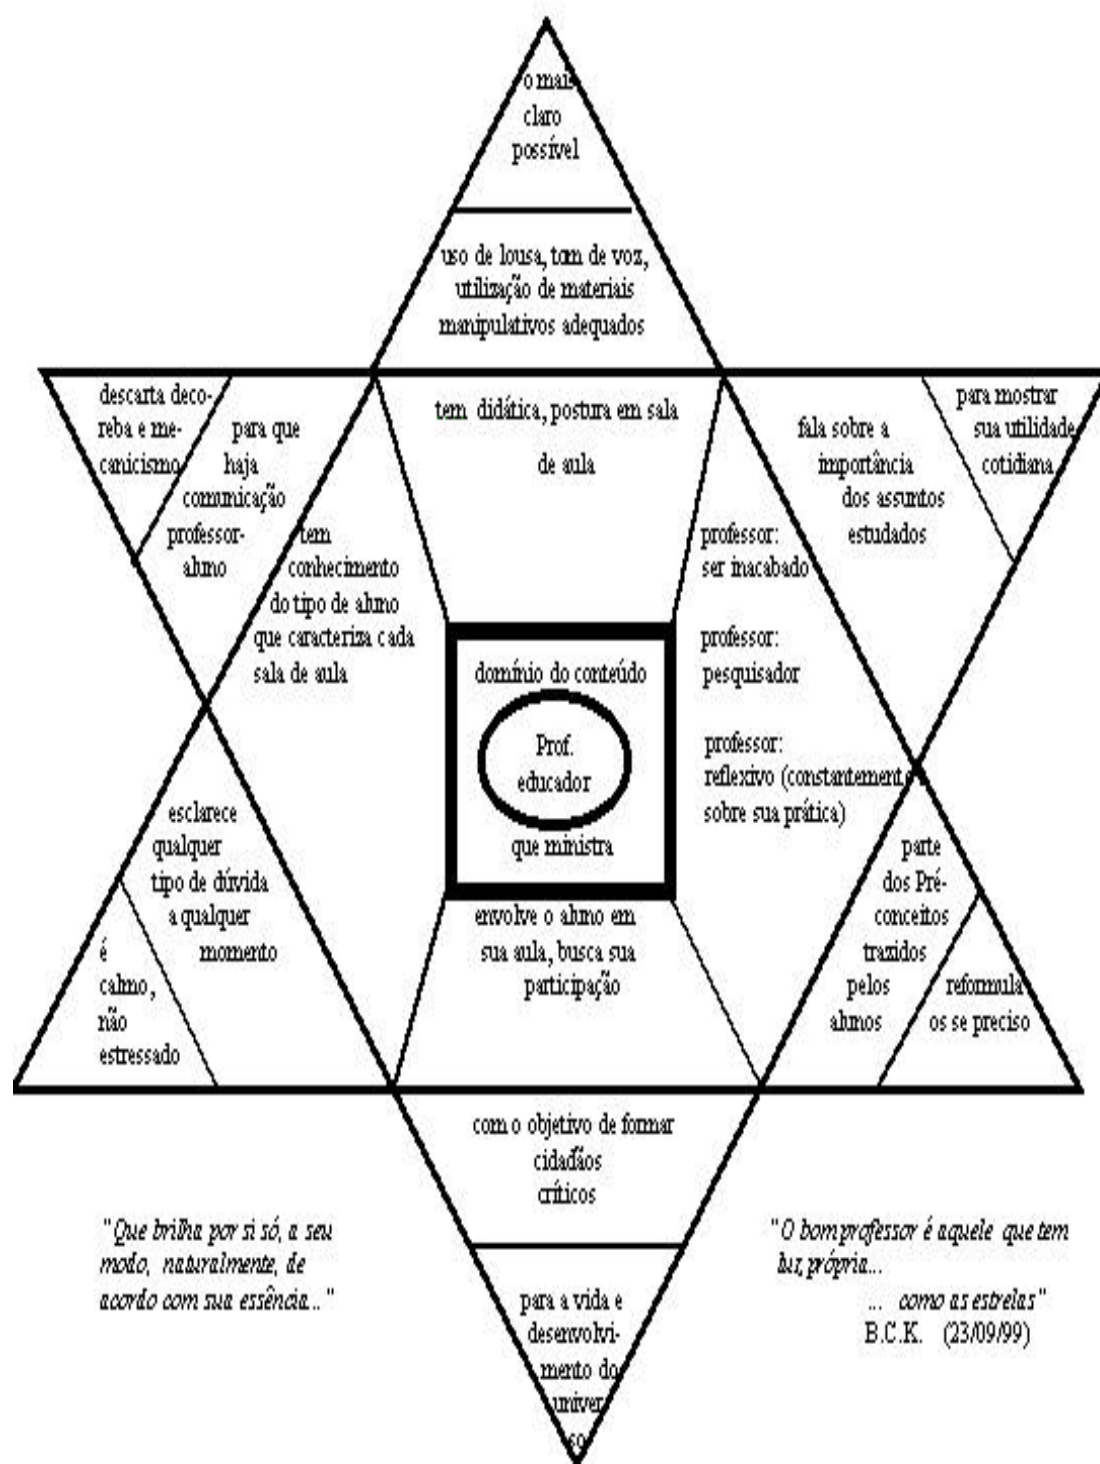 o mais
claro
possível
uso de lousa, tom de voz,
utilização de materiais
manipulativos adequados
descarta deco-
reba e me-
canicismo
para que
haja
comunicação
professor-
aluno
tem didática, postura em sala
de aula
fala sobre a
importância
dos assuntos
estudados
para mostrar
sua utilidade
cotidiana
tem
conhecimento
do tipo de aluno
que caracteriza cada
sala de aula
professor:
ser inacabado
professor:
pesquisador
professor:
reflexivo (constantemente
sobre sua prática)
domínio do conteúdo
Prof.
educador
que ministra
esclarece
qualquer
tipo de dúvida
a qualquer
momento
é
calmo,
não
estressado
envolve o aluno em
sua aula, busca sua
participação
parte
dos Pré-
conceitos
trazidos
pelos
alunos
reformula
os se preciso
com o objetivo de formar
cidadãos
críticos
para a vida e
desenvolvi-
mento do
univer
so
"Que brilha por si só, a seu
modo, naturalmente, de
acordo com sua essência..."
"O bom professor é aquele que tem
luz própria...
... como as estrelas"
B.C.K. (23/09/99)